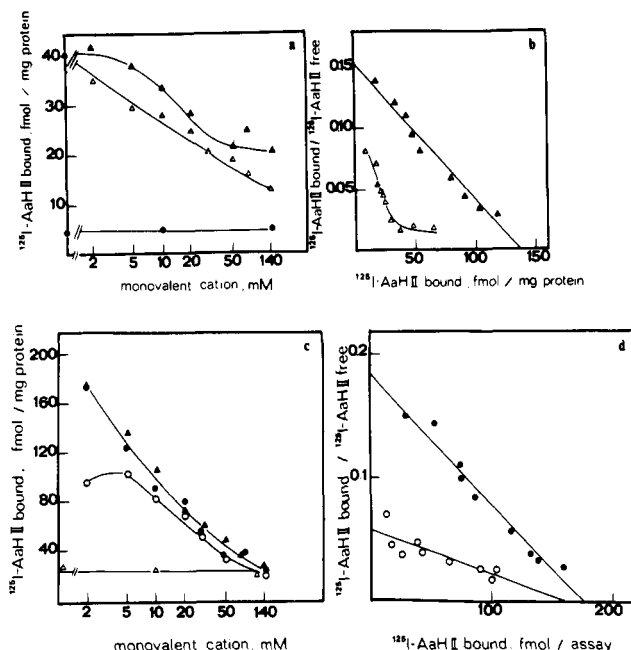 a
¹²⁵I-AaH II bound, fmol / mg protein
40
30
20
10
0
2 5 10 20 50 140
monovalent cation, mM
b
¹²⁵I-AaH II bound / ¹²⁵I-AaH II free
0.15
0.10
0.05
0 50 100 150
¹²⁵I-AaH II bound, fmol / mg protein
c
¹²⁵I-AaH II bound, fmol / mg protein
200
160
120
80
40
2 5 10 20 50 140
monovalent cation, mM
d
¹²⁵I-AaH II bound / ¹²⁵I-AaH II free
0.2
0.1
0 100 200
¹²⁵I-AaH II bound, fmol / assay